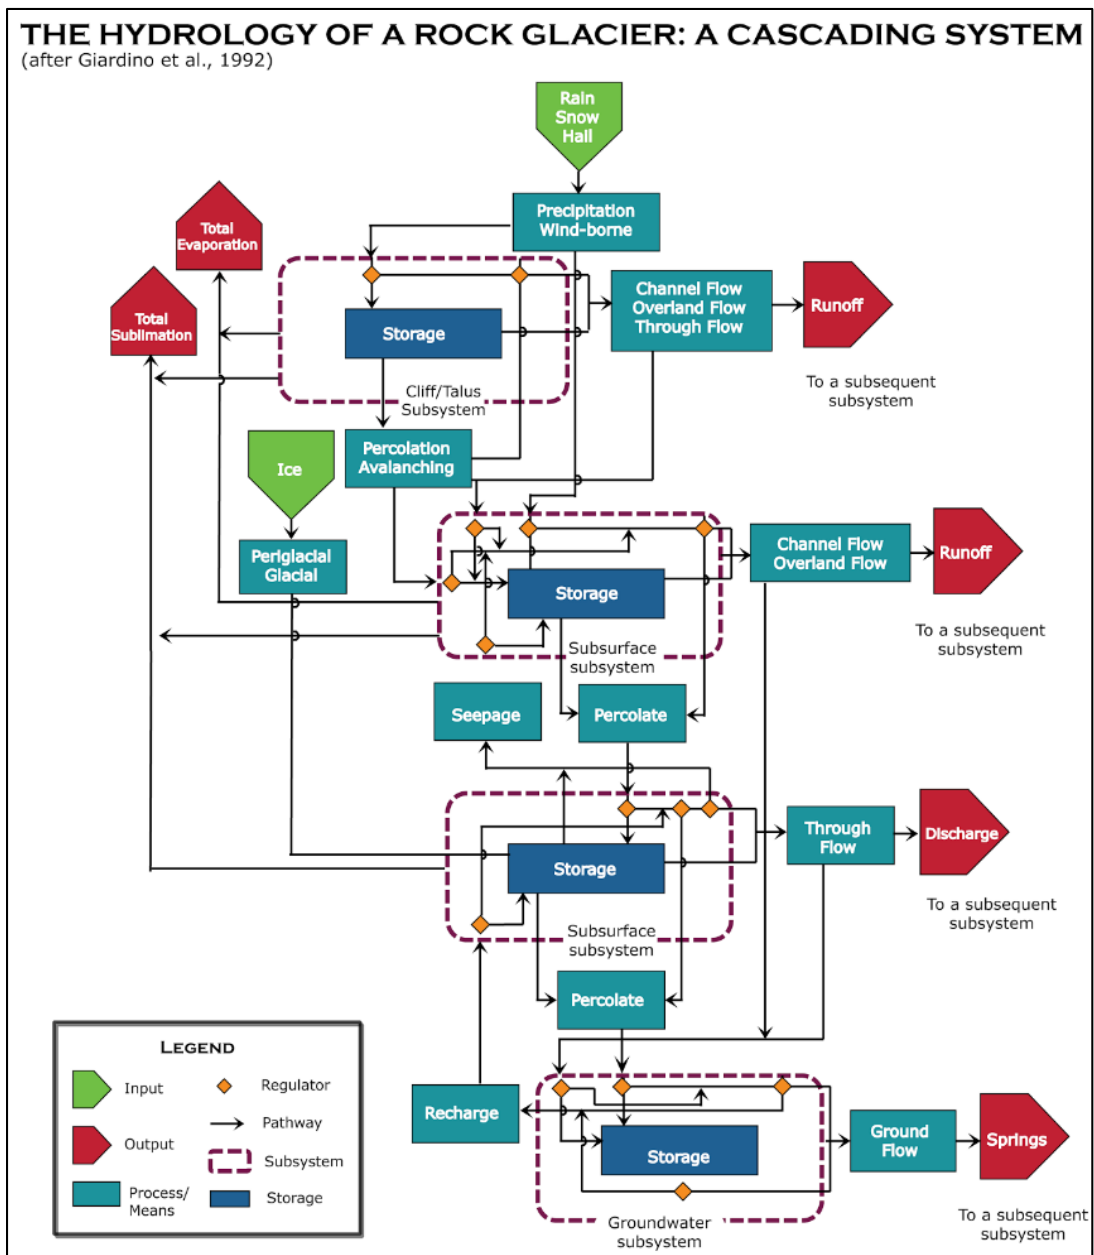 THE HYDROLOGY OF A ROCK GLACIER: A CASCADING SYSTEM
(after Giardino et al., 1992)
Rain
Snow
Hail
Precipitation
Wind-borne
Total
Evaporation
Total
Sublimation
Channel Flow
Overland Flow
Through Flow
Runoff
To a subsequent
subsystem
Storage
Cliff/Talus
Subsystem
Percolation
Avalanching
Ice
Periglacial
Glacial
Channel Flow
Overland Flow
Runoff
To a subsequent
subsystem
Storage
Subsurface
subsystem
Seepage
Percolate
Through
Flow
Discharge
To a subsequent
subsystem
Storage
Subsurface
subsystem
Percolate
Recharge
Storage
Groundwater
subsystem
Ground
Flow
Springs
To a subsequent
subsystem
LEGEND
Input
Regulator
Pathway
Output
Subsystem
Process/
Means
Storage